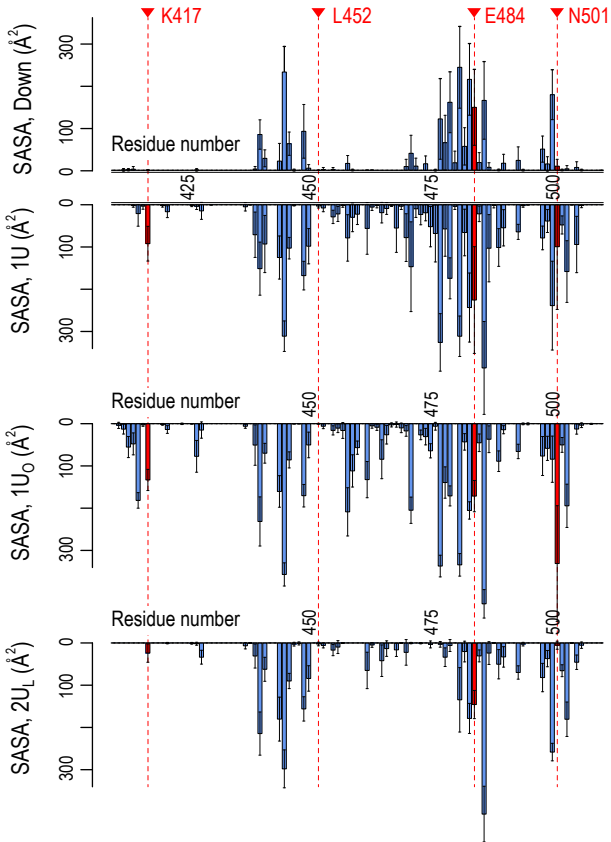 K417 L452 E484 N501
SASA, Down (Å²)
300
100
0
Residue number
425 450 475 500
SASA, 1U (Å²)
0
100
300
Residue number
450 475 500
SASA, 1U_O (Å²)
0
100
300
Residue number
450 475 500
SASA, 2U_L (Å²)
0
100
300